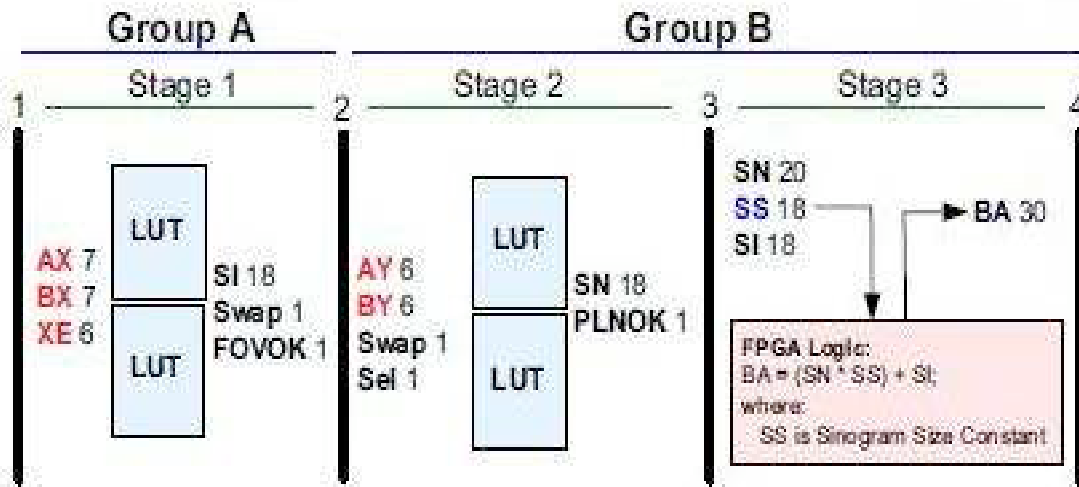 Group A
Group B
Stage 1
Stage 2
Stage 3
1
2
3
4
LUT
LUT
AX 7
BX 7
XE 6
SI 18
Swap 1
FOVOK 1
LUT
LUT
AY 6
BY 6
Swap 1
Sel 1
SN 18
PLNOK 1
SN 20
SS 18
SI 18
BA 30
FPGA Logic:
BA = (SN * SS) + SI;
where:
SS is Sinogram Size Constant